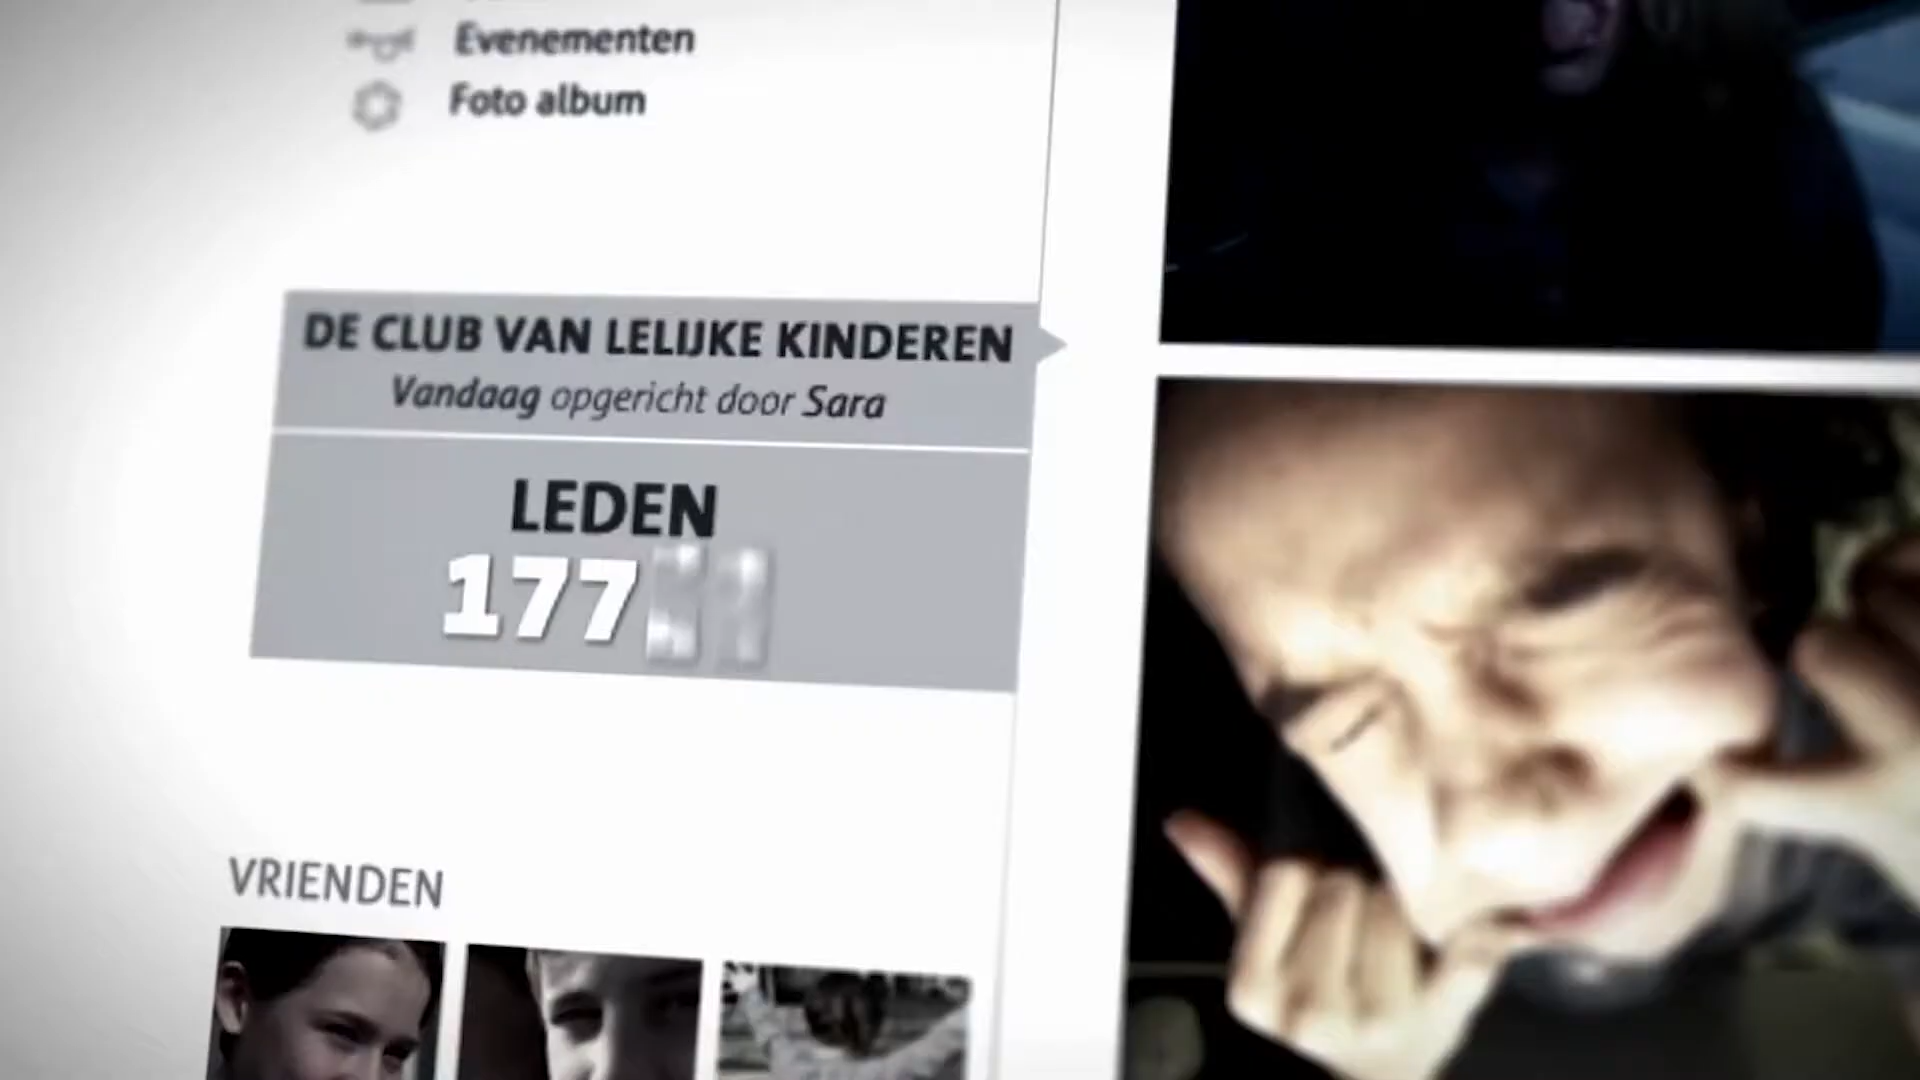 Evenementen
Foto album
DE CLUB VAN LELIJKE KINDEREN
Vandaag opgericht door Sara
LEDEN
177
VRIENDEN